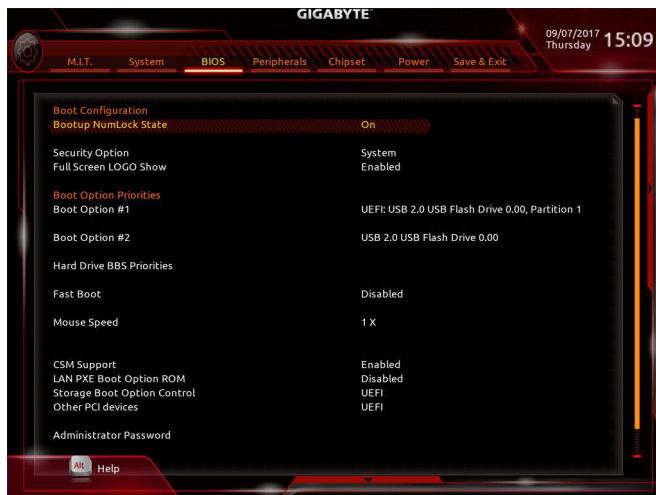 GIGABYTE™
09/07/2017 Thursday 15:09
M.I.T. System BIOS Peripherals Chipset Power Save & Exit
Boot Configuration
Bootup NumLock State On
Security Option System
Full Screen LOGO Show Enabled
Boot Option Priorities
Boot Option #1 UEFI: USB 2.0 USB Flash Drive 0.00, Partition 1
Boot Option #2 USB 2.0 USB Flash Drive 0.00
Hard Drive BBS Priorities
Fast Boot Disabled
Mouse Speed 1 X
CSM Support Enabled
LAN PXE Boot Option ROM Disabled
Storage Boot Option Control UEFI
Other PCI devices UEFI
Administrator Password
Alt Help